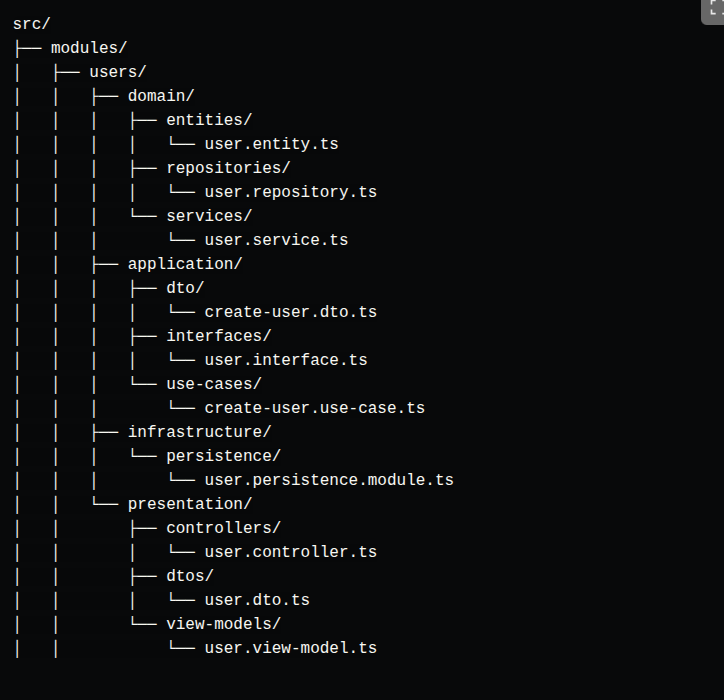 src/
├── modules/
│   ├── users/
│   │   ├── domain/
│   │   │   ├── entities/
│   │   │   │   └── user.entity.ts
│   │   │   ├── repositories/
│   │   │   │   └── user.repository.ts
│   │   │   └── services/
│   │   │       └── user.service.ts
│   │   ├── application/
│   │   │   ├── dto/
│   │   │   │   └── create-user.dto.ts
│   │   │   ├── interfaces/
│   │   │   │   └── user.interface.ts
│   │   │   └── use-cases/
│   │   │       └── create-user.use-case.ts
│   │   ├── infrastructure/
│   │   │   └── persistence/
│   │   │       └── user.persistence.module.ts
│   │   └── presentation/
│   │       ├── controllers/
│   │       │   └── user.controller.ts
│   │       ├── dtos/
│   │       │   └── user.dto.ts
│   │       └── view-models/
│   │           └── user.view-model.ts